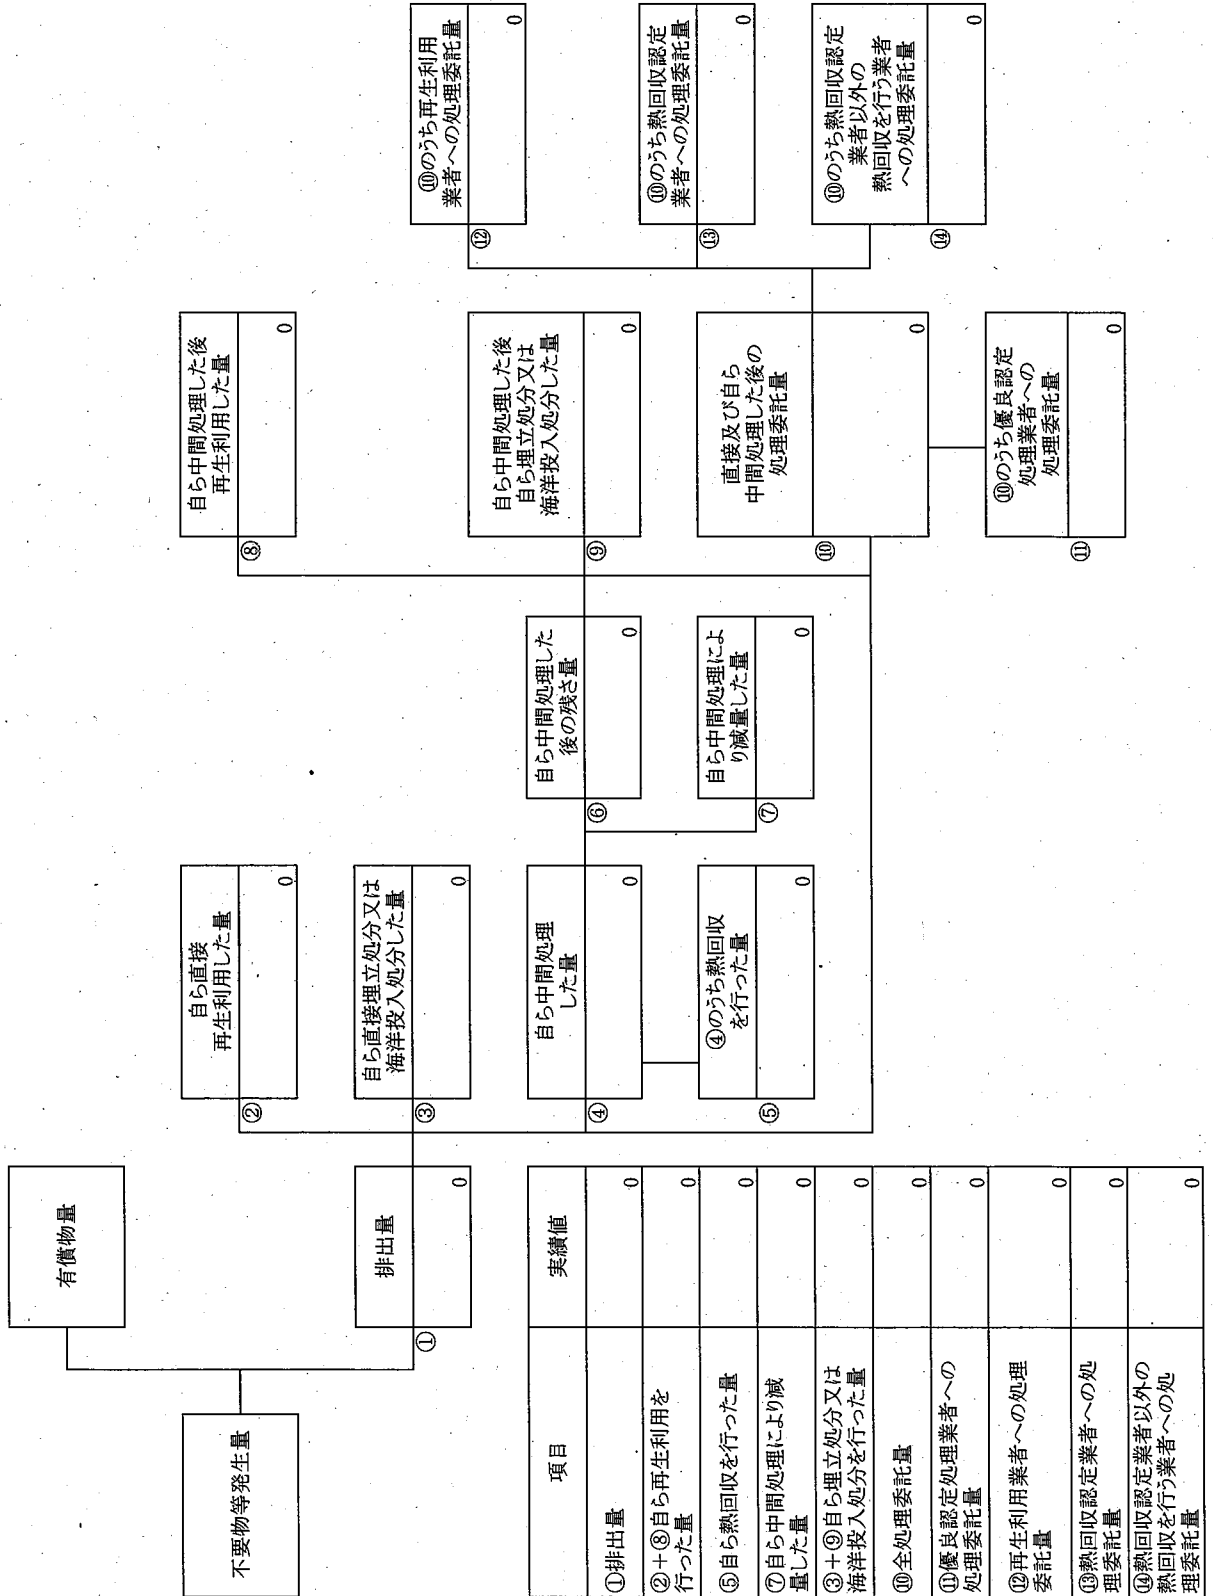 有償物量
不要物等発生量
排出量
①
0
自ら直接
再生利用した量
②
0
自ら直接埋立処分又は
海洋投入処分した量
③
0
自ら中間処理
した量
④
0
④のうち熱回収
を行った量
⑤
0
自ら中間処理した
後の残さ量
⑥
0
自ら中間処理によ
り減量した量
⑦
0
自ら中間処理した後
再生利用した量
⑧
0
自ら中間処理した後
自ら埋立処分又は
海洋投入処分した量
⑨
0
直接及び自ら
中間処理した後の
処理委託量
⑩
0
⑩のうち優良認定
処理業者への
処理委託量
⑪
0
⑩のうち再生利用
業者への処理委託量
⑫
0
⑩のうち熱回収認定
業者への処理委託量
⑬
0
⑩のうち熱回収認定
業者以外の
熱回収を行う業者
への処理委託量
⑭
0
項目 実績値
①排出量 0
②+⑧自ら再生利用を
行った量 0
⑤自ら熱回収を行った量 0
⑦自ら中間処理により減
量した量 0
③+⑨自ら埋立処分又は
海洋投入処分を行った量 0
⑩全処理委託量 0
⑪優良認定処理業者への
処理委託量 0
⑫再生利用業者への処理
委託量 0
⑬熱回収認定業者への処
理委託量 0
⑭熱回収認定業者以外の
熱回収を行う業者への処
理委託量 0